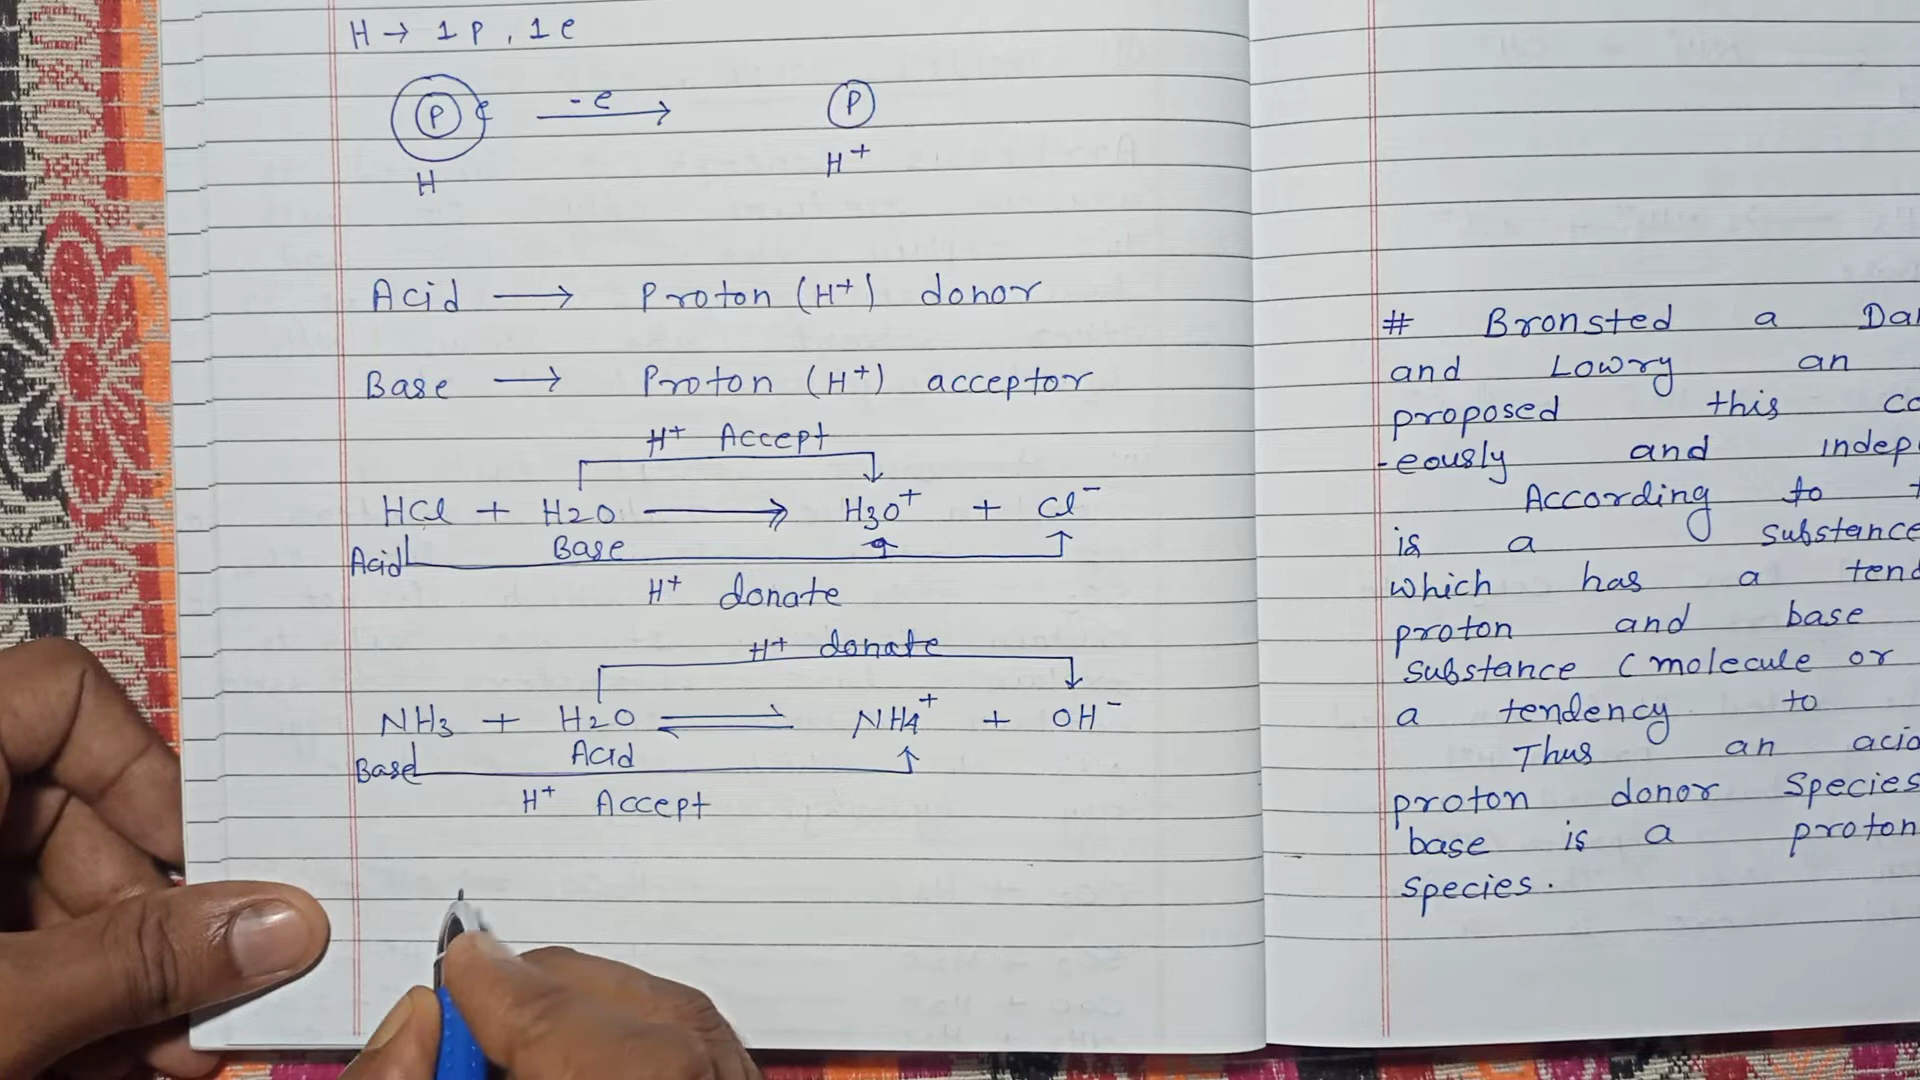 H → 1 P , 1 e
P e - e → P
H H+
Acid → Proton (H+) donor
Base → Proton (H+) acceptor
H+ Accept
HCl + H2O → H3O+ + Cl-
Acid Base
H+ donate
H+ donate
NH3 + H2O ⇌ NH4+ + OH-
Base Acid
H+ Accept
# Bronsted a
and Lowry an
proposed this
-eously and
According to
is a substance
which has a
proton and base
substance (molecule or
a tendency to
Thus an
proton donor species
base is a proton
species.